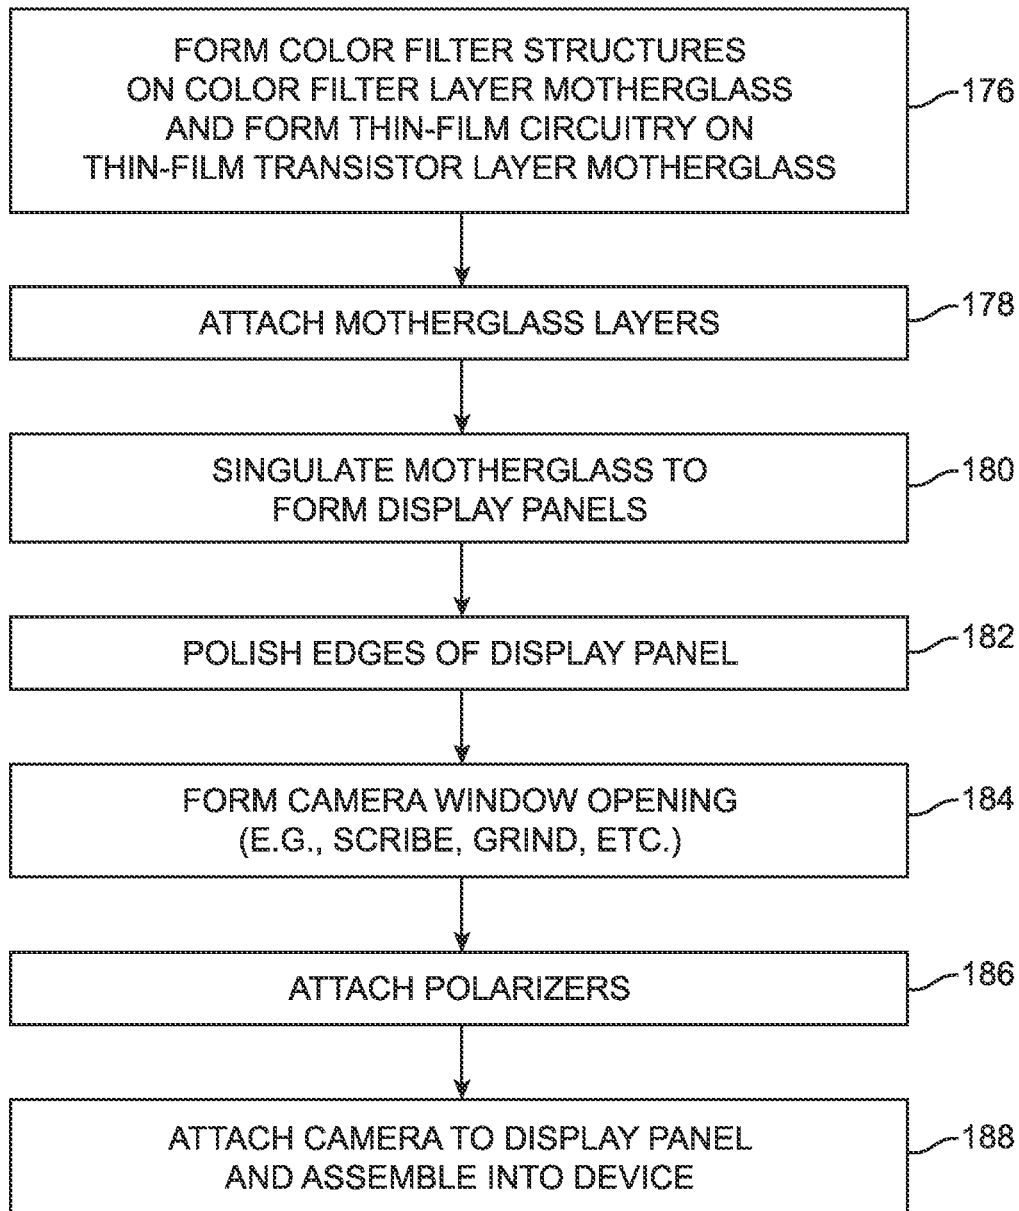 FORM COLOR FILTER STRUCTURES
ON COLOR FILTER LAYER MOTHERGLASS
AND FORM THIN-FILM CIRCUITRY ON
THIN-FILM TRANSISTOR LAYER MOTHERGLASS
176
ATTACH MOTHERGLASS LAYERS
178
SINGULATE MOTHERGLASS TO
FORM DISPLAY PANELS
180
POLISH EDGES OF DISPLAY PANEL
182
FORM CAMERA WINDOW OPENING
(E.G., SCRIBE, GRIND, ETC.)
184
ATTACH POLARIZERS
186
ATTACH CAMERA TO DISPLAY PANEL
AND ASSEMBLE INTO DEVICE
188